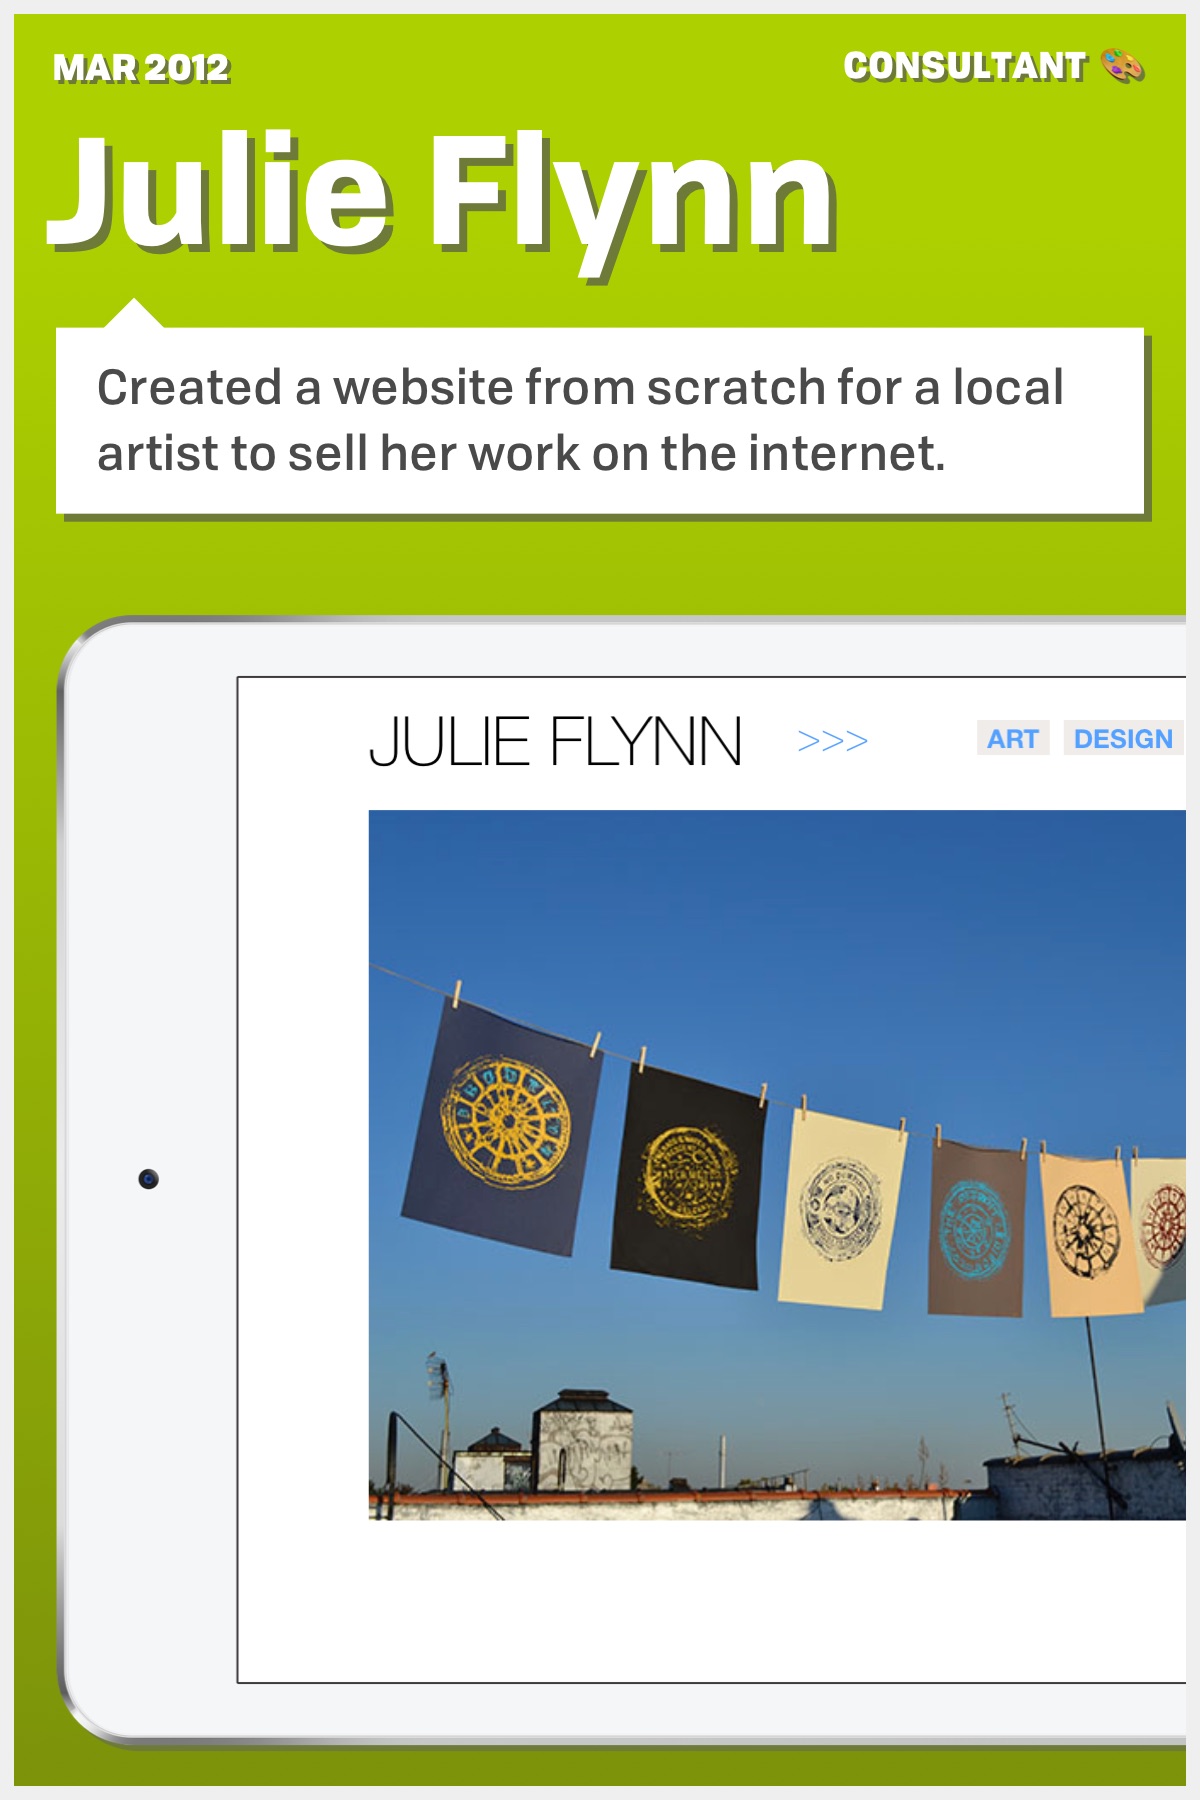 MAR 2012
CONSULTANT 🎨
Julie Flynn
Created a website from scratch for a local
artist to sell her work on the internet.
JULIE FLYNN >>> ART DESIGN